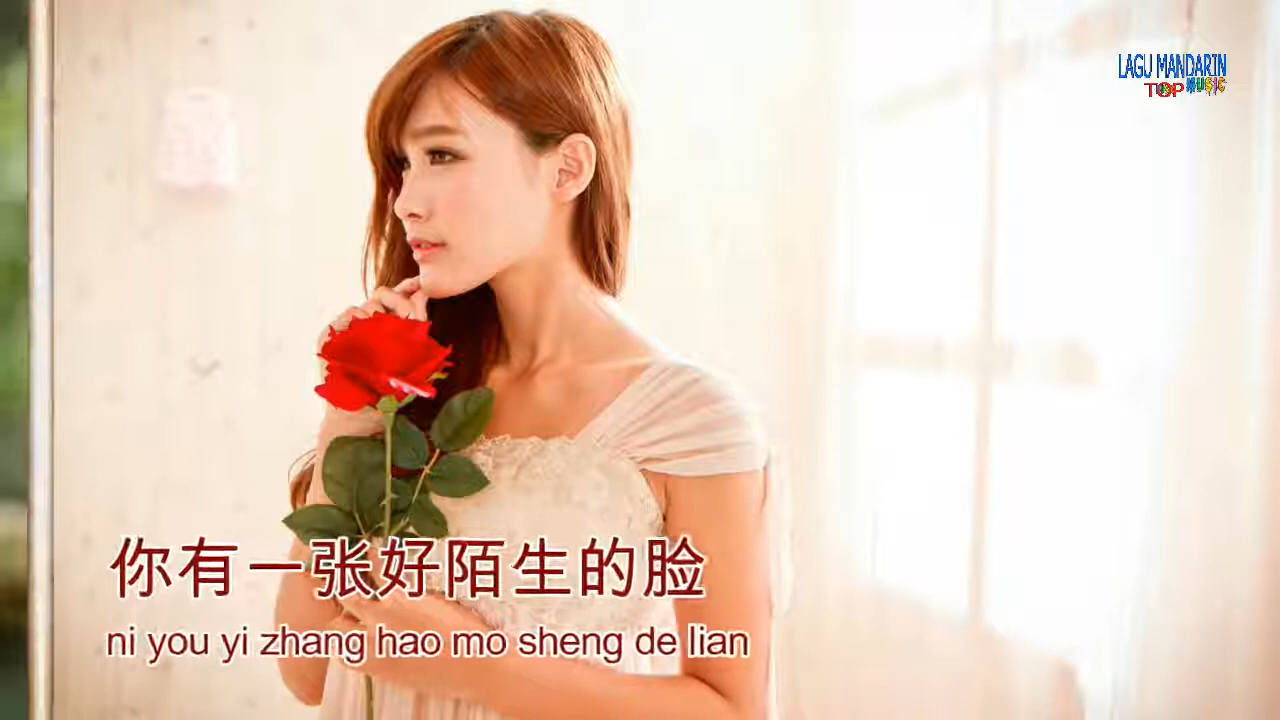 LAGU MANDARIN
TOP MUSIC
你有一张好陌生的脸
ni you yi zhang hao mo sheng de lian